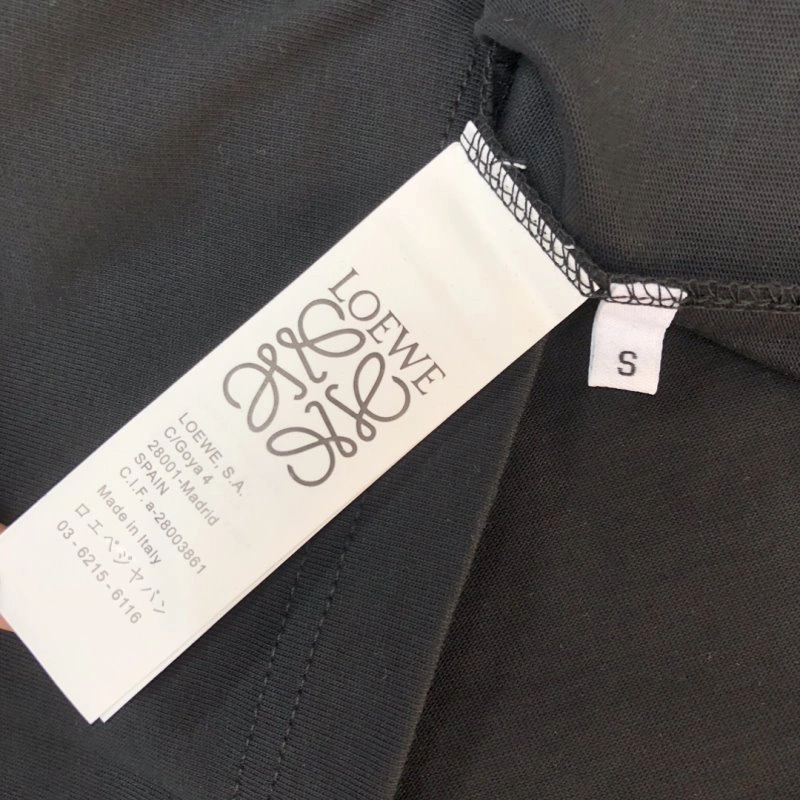 LOEWE
LOEWE, S.A.
C/Goya 4
28001-Madrid
SPAIN
C.I.F. a-28003861
Made in Italy
ロエベジャパン
03-6215-6116
S